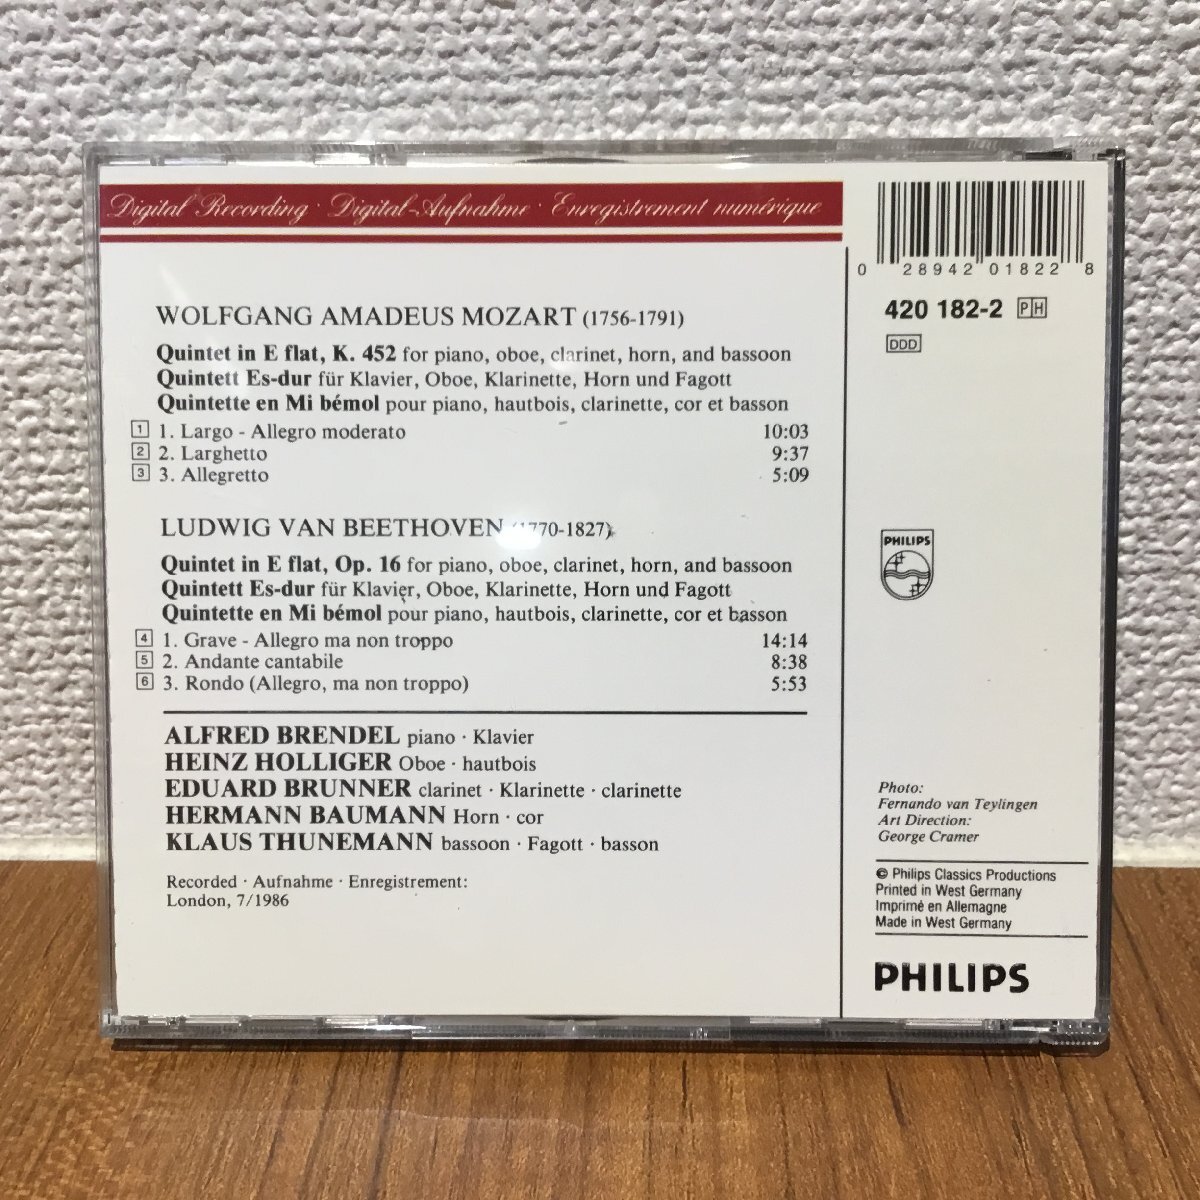 Digital Recording · Digital-Aufnahme · Enregistrement numérique
WOLFGANG AMADEUS MOZART (1756-1791)
Quintet in E flat, K. 452 for piano, oboe, clarinet, horn, and bassoon
Quintett Es-dur für Klavier, Oboe, Klarinette, Horn und Fagott
Quintette en Mi bémol pour piano, hautbois, clarinette, cor et basson
1 1. Largo - Allegro moderato 10:03
2 2. Larghetto 9:37
3 3. Allegretto 5:09
LUDWIG VAN BEETHOVEN (1770-1827)
Quintet in E flat, Op. 16 for piano, oboe, clarinet, horn, and bassoon
Quintett Es-dur für Klavier, Oboe, Klarinette, Horn und Fagott
Quintette en Mi bémol pour piano, hautbois, clarinette, cor et basson
4 1. Grave - Allegro ma non troppo 14:14
5 2. Andante cantabile 8:38
6 3. Rondo (Allegro, ma non troppo) 5:53
ALFRED BRENDEL piano · Klavier
HEINZ HOLLIGER Oboe · hautbois
EDUARD BRUNNER clarinet · Klarinette · clarinette
HERMANN BAUMANN Horn · cor
KLAUS THUNEMANN bassoon · Fagott · basson
Recorded · Aufnahme · Enregistrement:
London, 7/1986
0 28942 01822 8
420 182-2 PH
DDD
PHILIPS
Photo:
Fernando van Teylingen
Art Direction:
George Cramer
© Philips Classics Productions
Printed in West Germany
Imprimé en Allemagne
Made in West Germany
PHILIPS